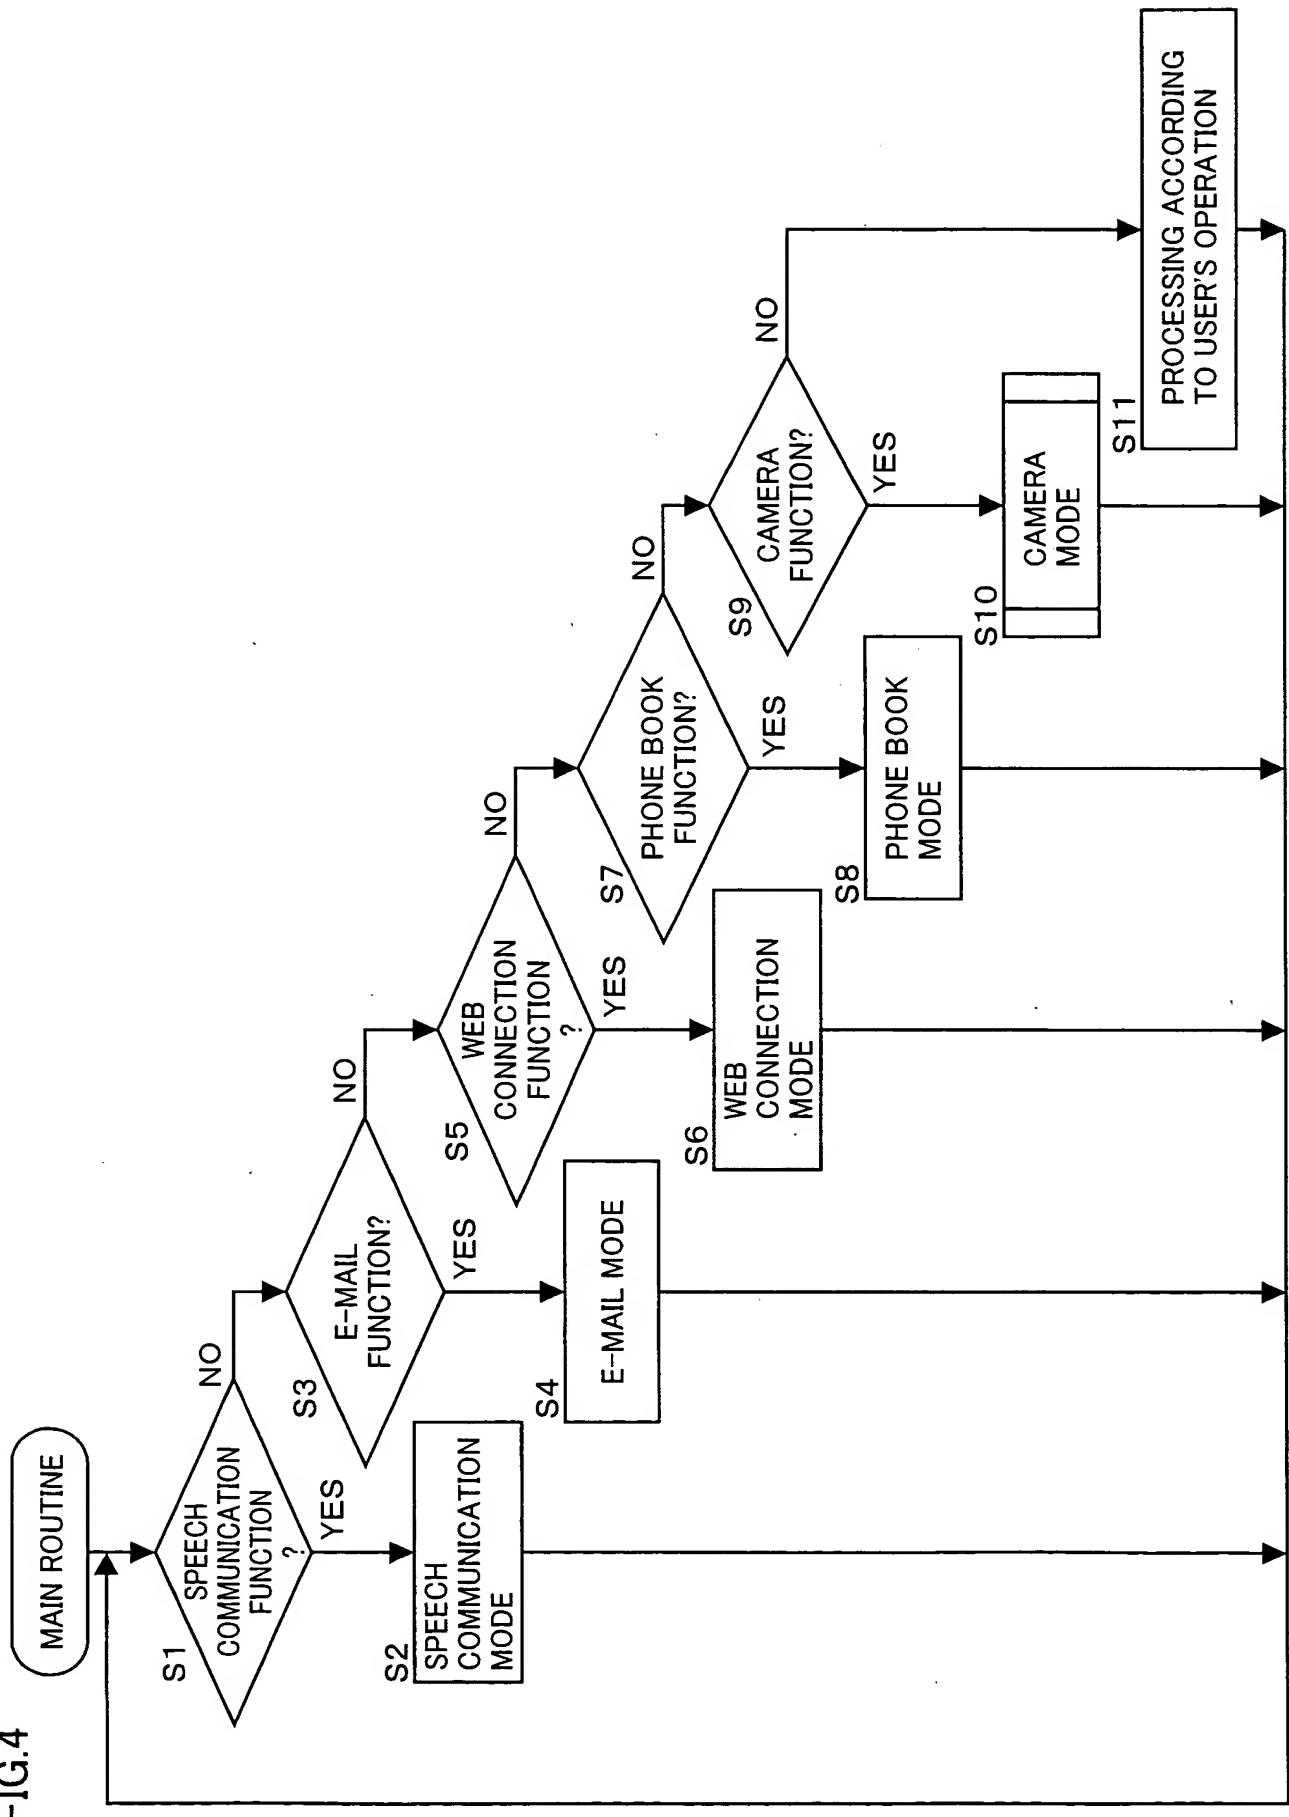 FIG.4
MAIN ROUTINE
S1
SPEECH
COMMUNICATION
FUNCTION
?
NO
YES
S2
SPEECH
COMMUNICATION
MODE
S3
E-MAIL
FUNCTION?
NO
YES
S4
E-MAIL MODE
S5
WEB
CONNECTION
FUNCTION
?
NO
YES
S6
WEB
CONNECTION
MODE
S7
PHONE BOOK
FUNCTION?
NO
YES
S8
PHONE BOOK
MODE
S9
CAMERA
FUNCTION?
NO
YES
S10
CAMERA
MODE
S11
PROCESSING ACCORDING
TO USER'S OPERATION